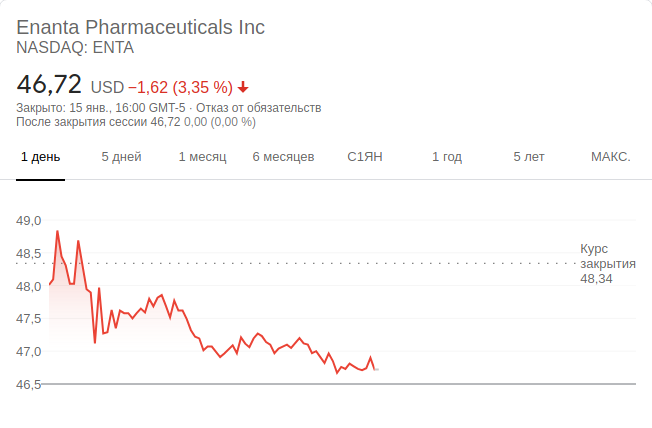 Enanta Pharmaceuticals Inc
NASDAQ: ENTA
46,72 USD −1,62 (3,35 %)
Закрыто: 15 янв., 16:00 GMT-5 · Отказ от обязательств
После закрытия сессии 46,72 0,00 (0,00 %)
1 день 5 дней 1 месяц 6 месяцев С1ЯН 1 год 5 лет МАКС.
49,0
48,5
48,0
47,5
47,0
46,5
Курс
закрытия
48,34